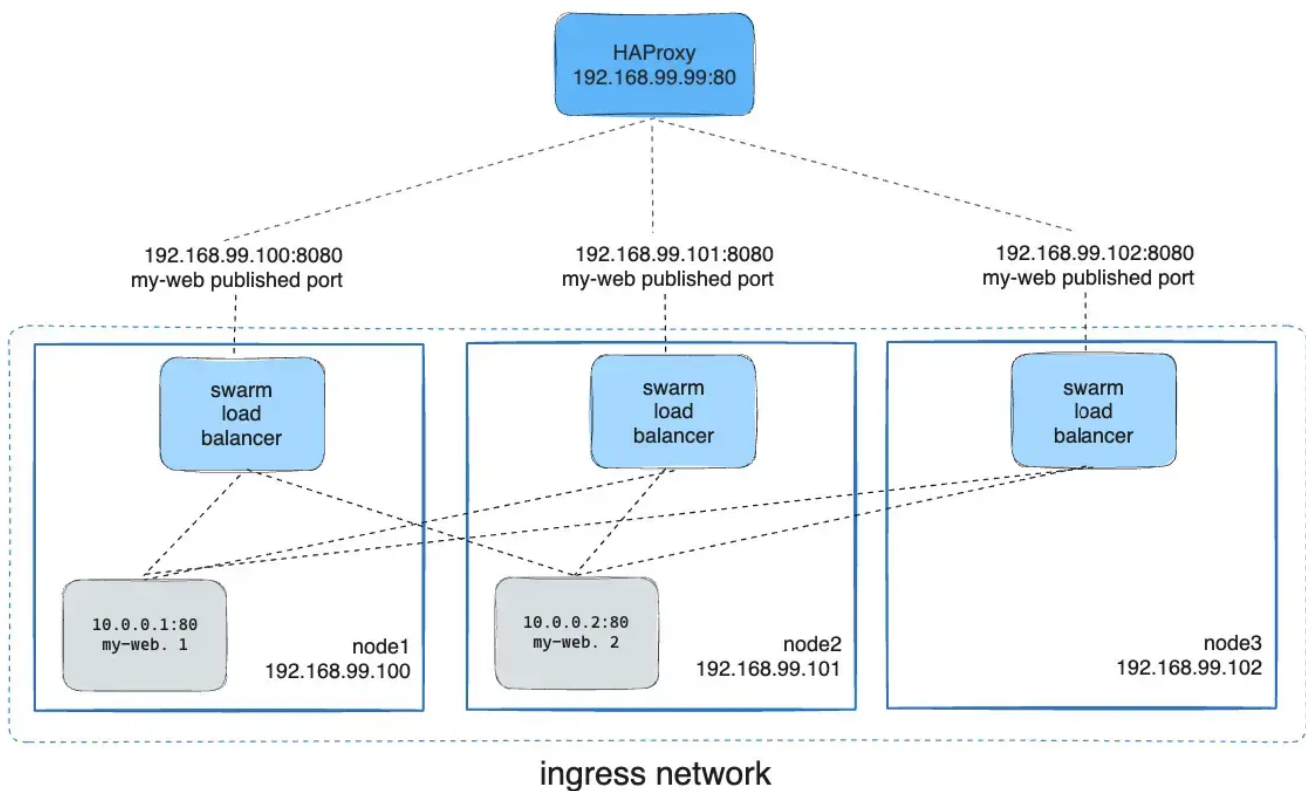 HAProxy
192.168.99.99:80
192.168.99.100:8080
my-web published port
192.168.99.101:8080
my-web published port
192.168.99.102:8080
my-web published port
swarm
load
balancer
swarm
load
balancer
swarm
load
balancer
10.0.0.1:80
my-web. 1
node1
192.168.99.100
10.0.0.2:80
my-web. 2
node2
192.168.99.101
node3
192.168.99.102
ingress network